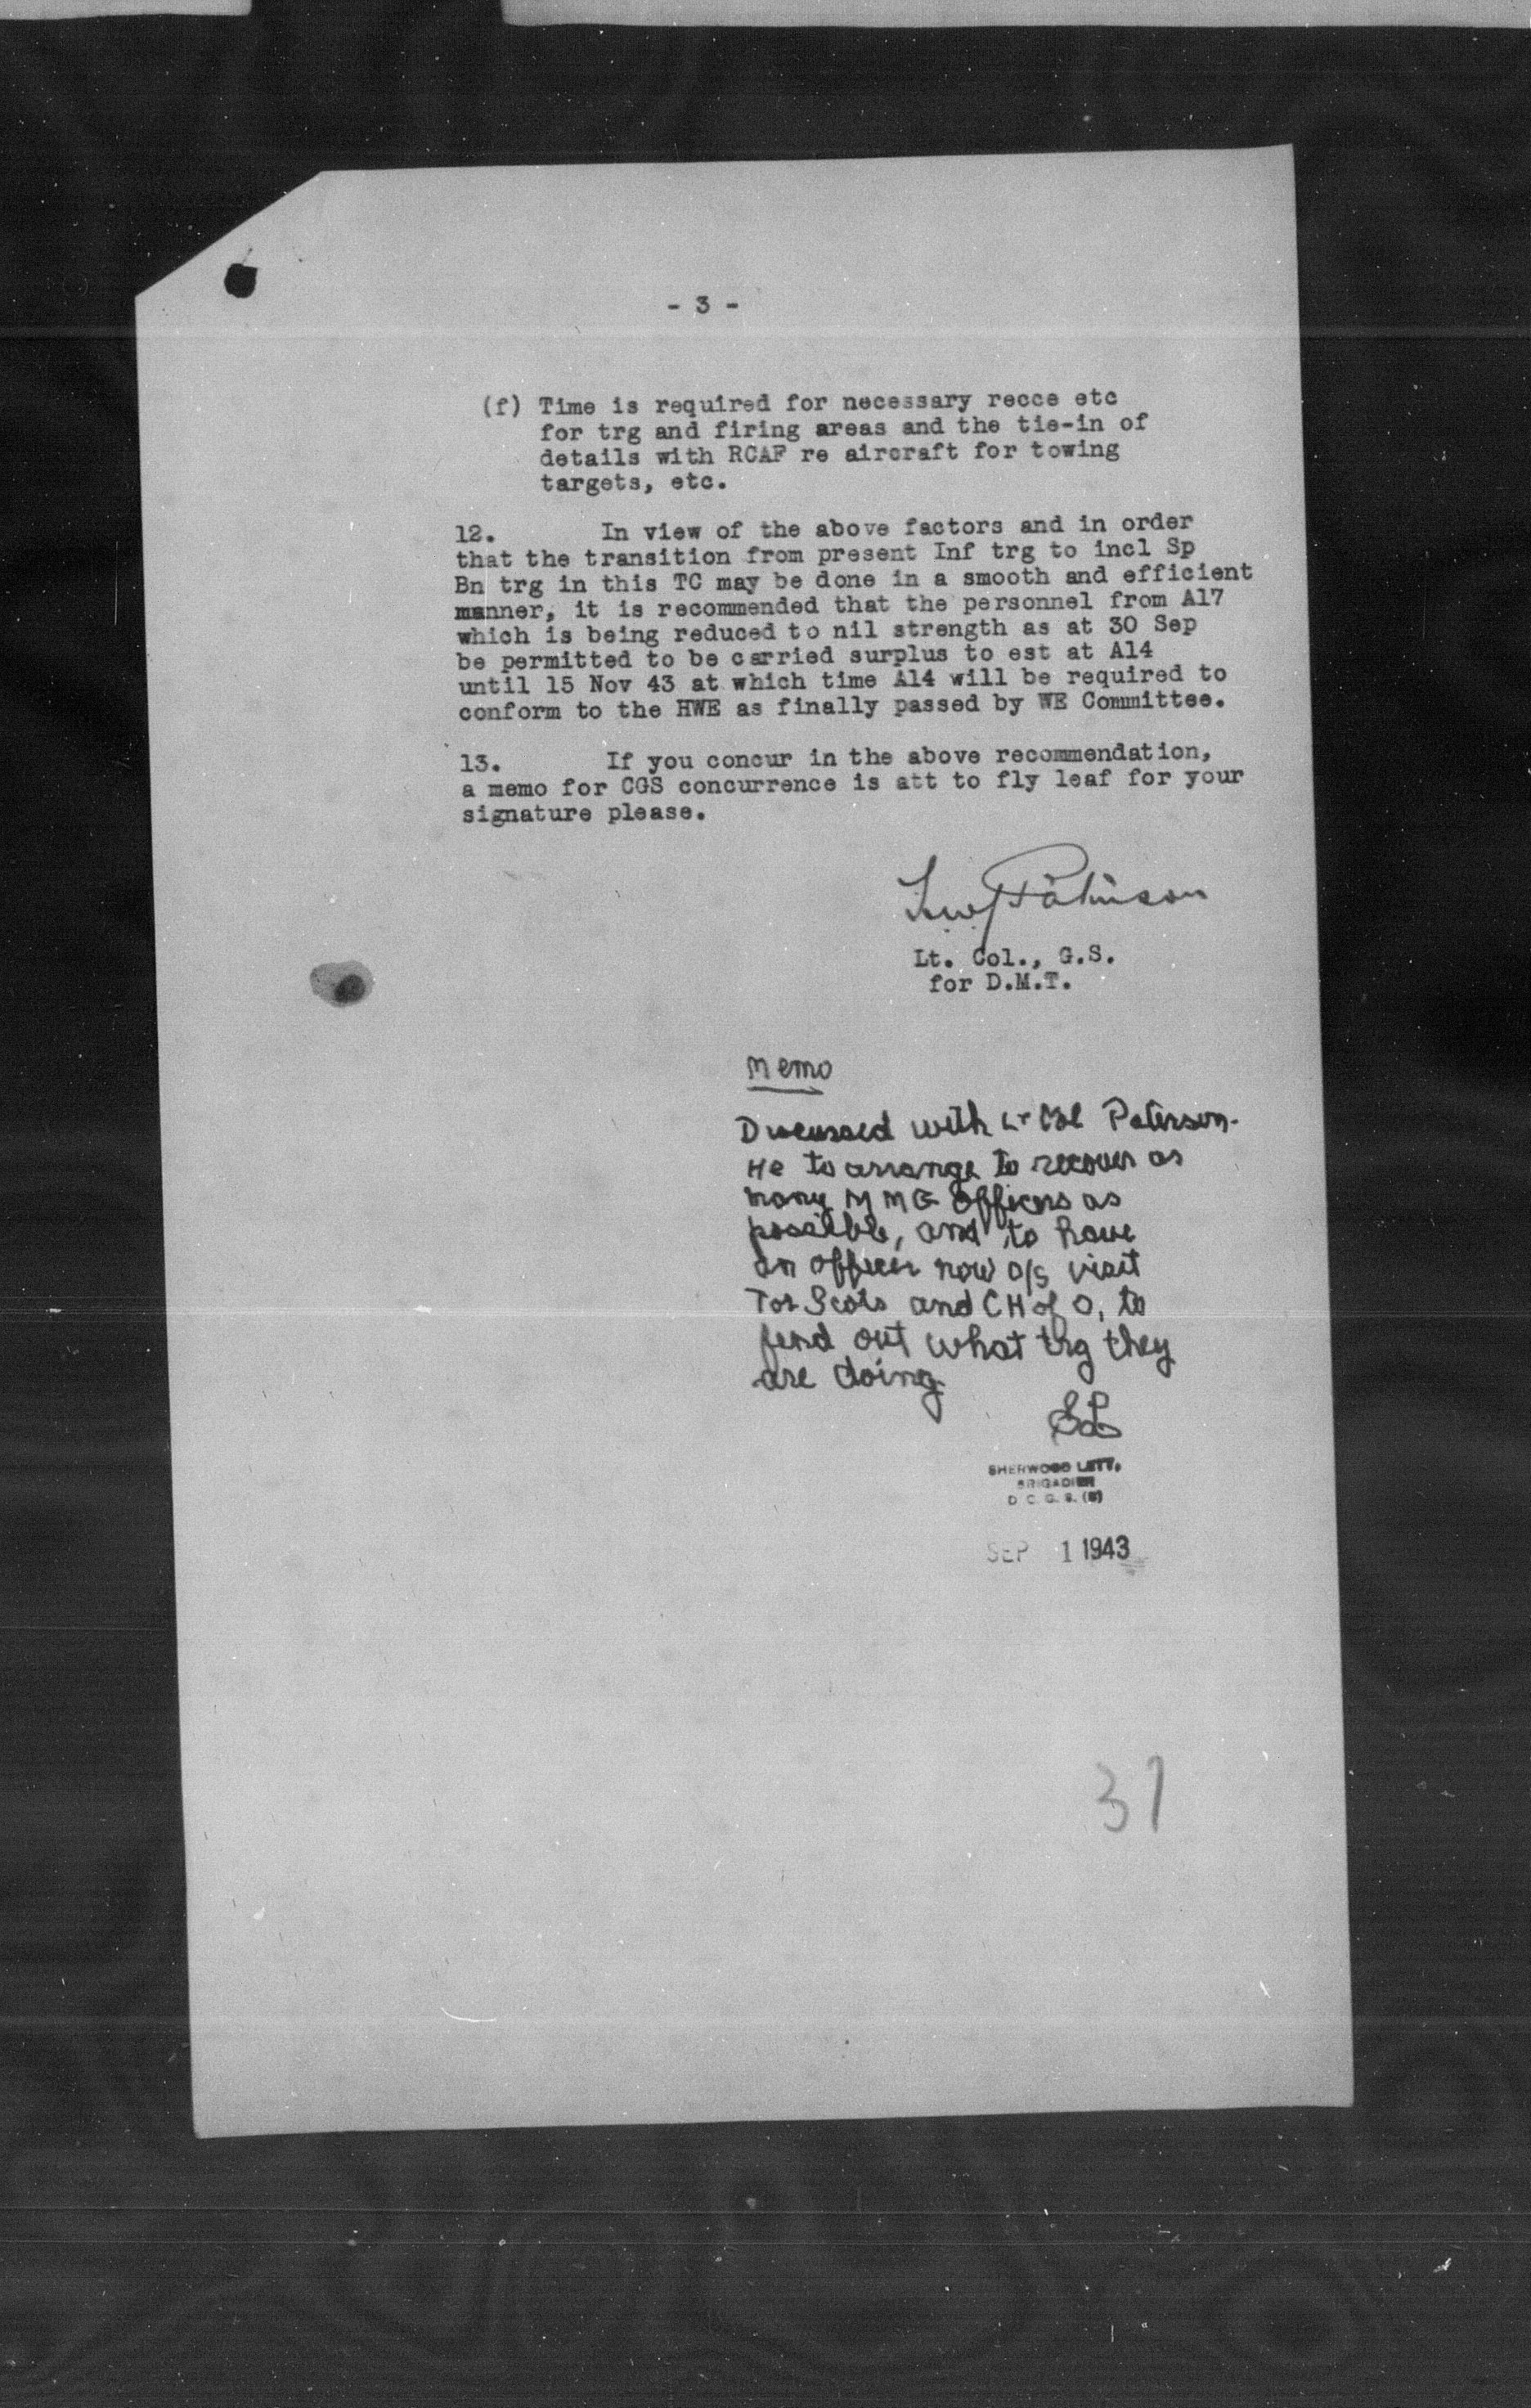 - 3 -
(f) Time is required for necessary recce etc
for trg and firing areas and the tie-in of
details with RCAF re aircraft for towing
targets, etc.
12. In view of the above factors and in order
that the transition from present Inf trg to incl Sp
Bn trg in this TC may be done in a smooth and efficient
manner, it is recommended that the personnel from A17
which is being reduced to nil strength as at 30 Sep
be permitted to be carried surplus to est at A14
until 15 Nov 43 at which time A14 will be required to
conform to the HWE as finally passed by WE Committee.
13. If you concur in the above recommendation,
a memo for CGS concurrence is att to fly leaf for your
signature please.
Lt. Col., G.S.
for D.M.T.
Memo
Discussed with Lt Col Paterson.
He to arrange to recover as
many MMG officers as
possible, and to have
an officer now o/s visit
Tor Scots and CH of O, to
find out what trg they
are doing
SL
SHERWOOD LETT,
BRIGADIER
D C. G. S. (B)
SEP 1 1943
37